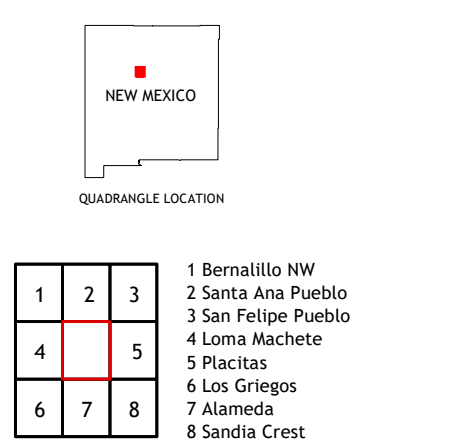 NEW MEXICO
QUADRANGLE LOCATION
1 2 3
4 5
6 7 8
1 Bernalillo NW
2 Santa Ana Pueblo
3 San Felipe Pueblo
4 Loma Machete
5 Placitas
6 Los Griegos
7 Alameda
8 Sandia Crest